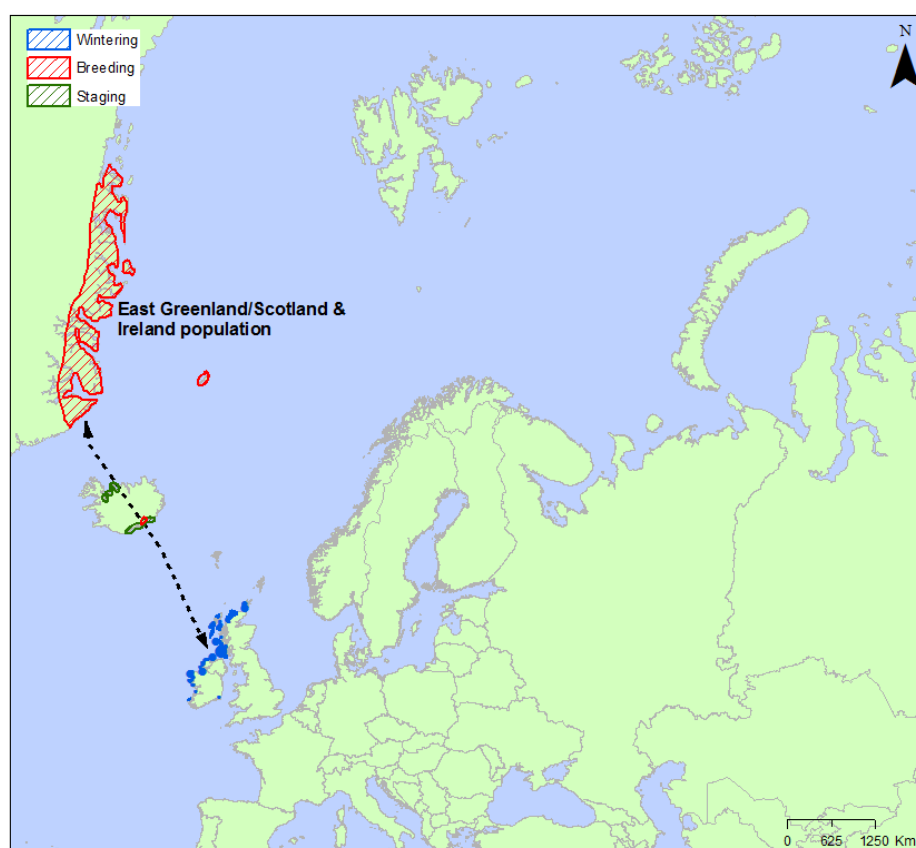 Wintering
Breeding
Staging
N
East Greenland/Scotland &
Ireland population
0 625 1250 Km